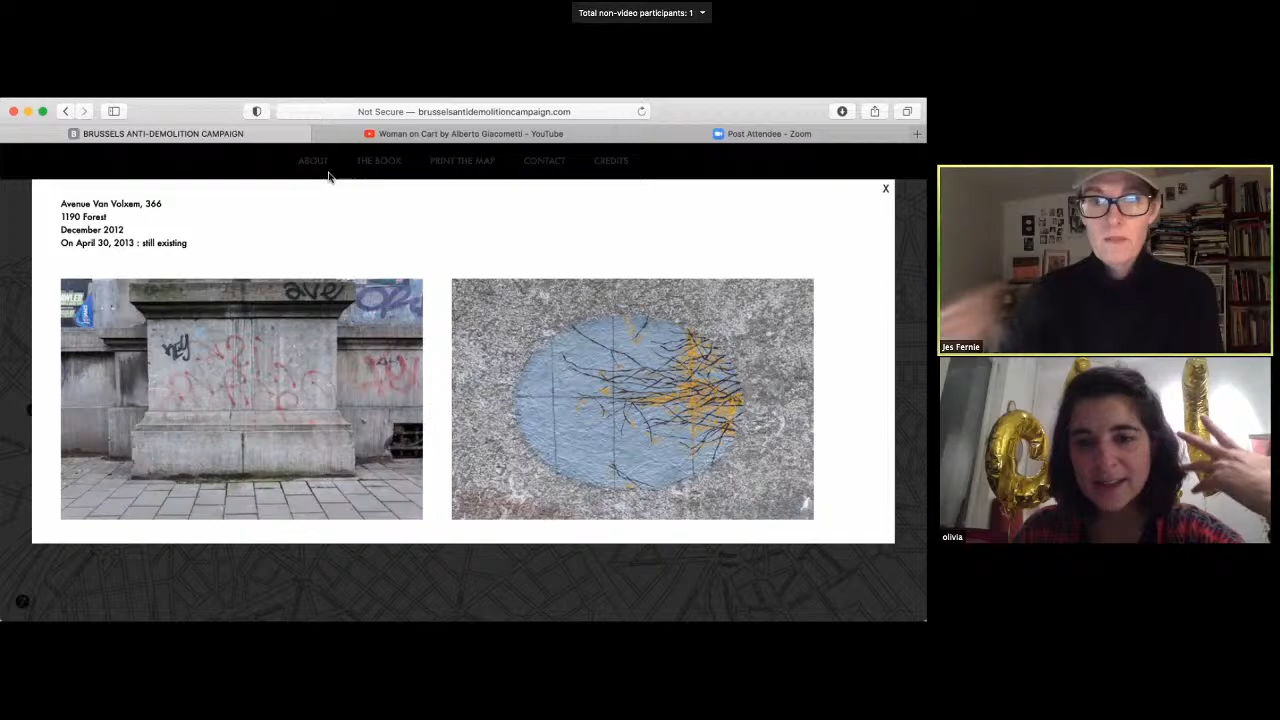 Total non-video participants: 1
Not Secure — brusselsantidemolitioncampaign.com
BRUSSELS ANTI-DEMOLITION CAMPAIGN
Woman on Cart by Alberto Giacometti - YouTube
Post Attendee - Zoom
ABOUT THE BOOK PRINT THE MAP CONTACT CREDITS
X
Avenue Van Volxem, 366
1190 Forest
December 2012
On April 30, 2013 : still existing
ave
Jes Fernie
olivia
?